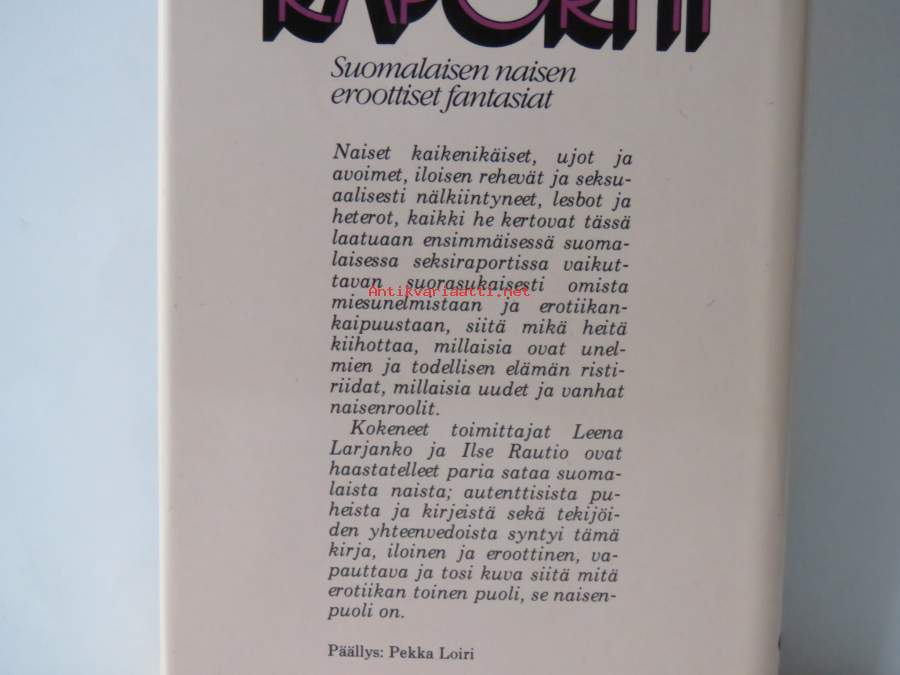 RAPORTTI
Suomalaisen naisen
eroottiset fantasiat
Naiset kaikenikäiset, ujot ja
avoimet, iloisen rehevät ja seksu-
aalisesti nälkiintyneet, lesbot ja
heterot, kaikki he kertovat tässä
laatuaan ensimmäisessä suoma-
laisessa seksiraportissa vaikut-
tavan suorasukaisesti omista
Antikvariaatti.net
miesunelmistaan ja erotiikan-
kaipuustaan, siitä mikä heitä
kiihottaa, millaisia ovat unel-
mien ja todellisen elämän risti-
riidat, millaisia uudet ja vanhat
naisenroolit.
Kokeneet toimittajat Leena
Larjanko ja Ilse Rautio ovat
haastatelleet paria sataa suoma-
laista naista; autenttisista pu-
heista ja kirjeistä sekä tekijöi-
den yhteenvedoista syntyi tämä
kirja, iloinen ja eroottinen, va-
pauttava ja tosi kuva siitä mitä
erotiikan toinen puoli, se naisen-
puoli on.
Päällys: Pekka Loiri